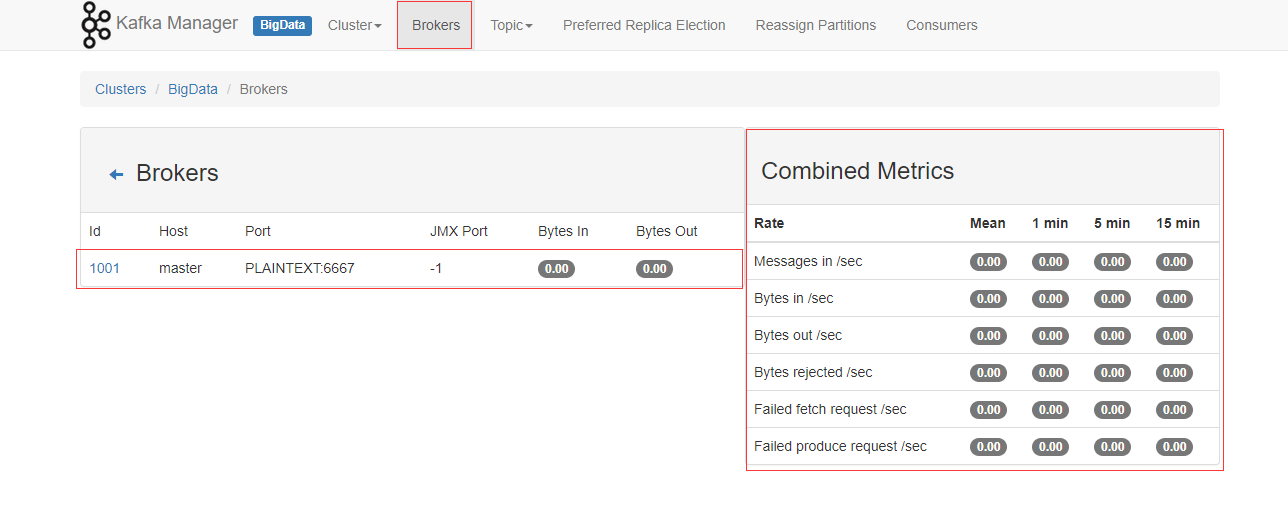 Kafka Manager BigData Cluster Brokers Topic Preferred Replica Election Reassign Partitions Consumers
Clusters / BigData / Brokers
Brokers
Id Host Port JMX Port Bytes In Bytes Out
1001 master PLAINTEXT:6667 -1 0.00 0.00
Combined Metrics
Rate Mean 1 min 5 min 15 min
Messages in /sec 0.00 0.00 0.00 0.00
Bytes in /sec 0.00 0.00 0.00 0.00
Bytes out /sec 0.00 0.00 0.00 0.00
Bytes rejected /sec 0.00 0.00 0.00 0.00
Failed fetch request /sec 0.00 0.00 0.00 0.00
Failed produce request /sec 0.00 0.00 0.00 0.00